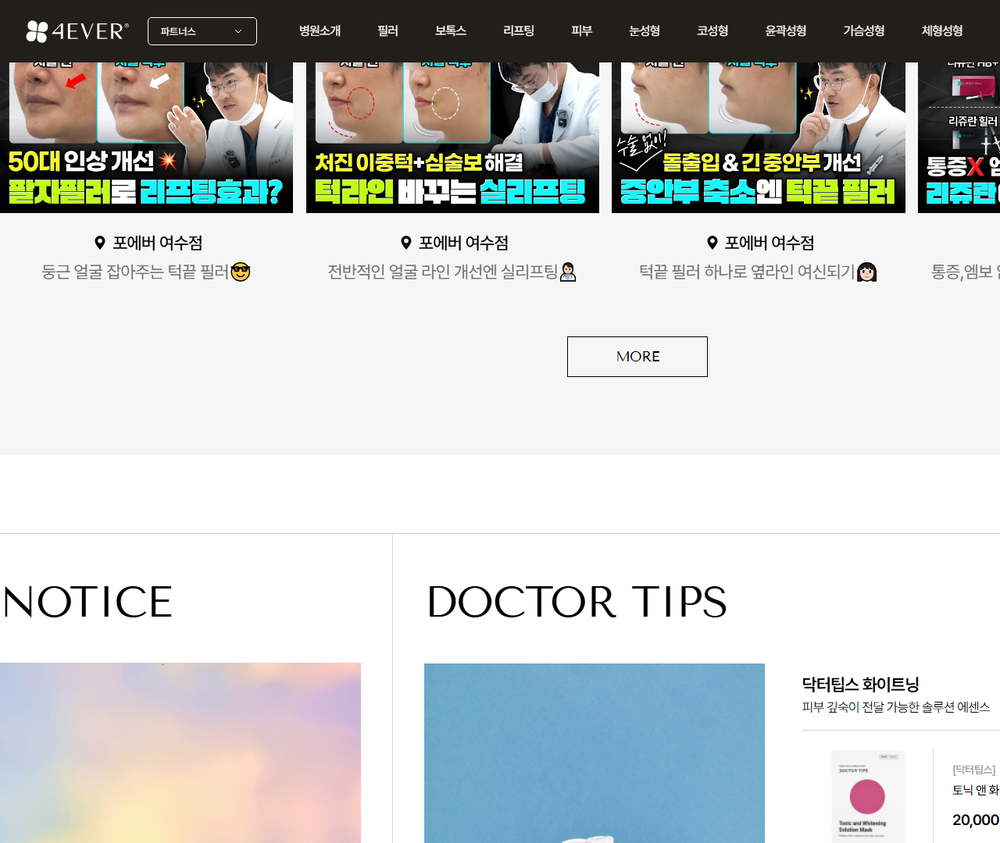 4EVER®
파트너스
병원소개
필러
보톡스
리프팅
피부
눈성형
코성형
윤곽성형
가슴성형
체형성형
50대 인상 개선
팔자필러로 리프팅효과?
처진 이중턱+심술보 해결
턱라인 바꾸는 실리프팅
수술 없이!
돌출입 & 긴 중안부 개선
중안부 축소엔 턱끝 필러
리쥬란 힐러
통증X
리쥬란
포에버 여수점
둥근 얼굴 잡아주는 턱끝 필러😎
포에버 여수점
전반적인 얼굴 라인 개선엔 실리프팅👨🏻‍⚕️
포에버 여수점
턱끝 필러 하나로 옆라인 여신되기👩🏻
통증,엠보
MORE
NOTICE
DOCTOR TIPS
닥터팁스 화이트닝
피부 깊숙이 전달 가능한 솔루션 에센스
DOCTOR TIPS
Tonic and Whitening
Solution Mask
[닥터팁스]
토닉 앤 화
20,000